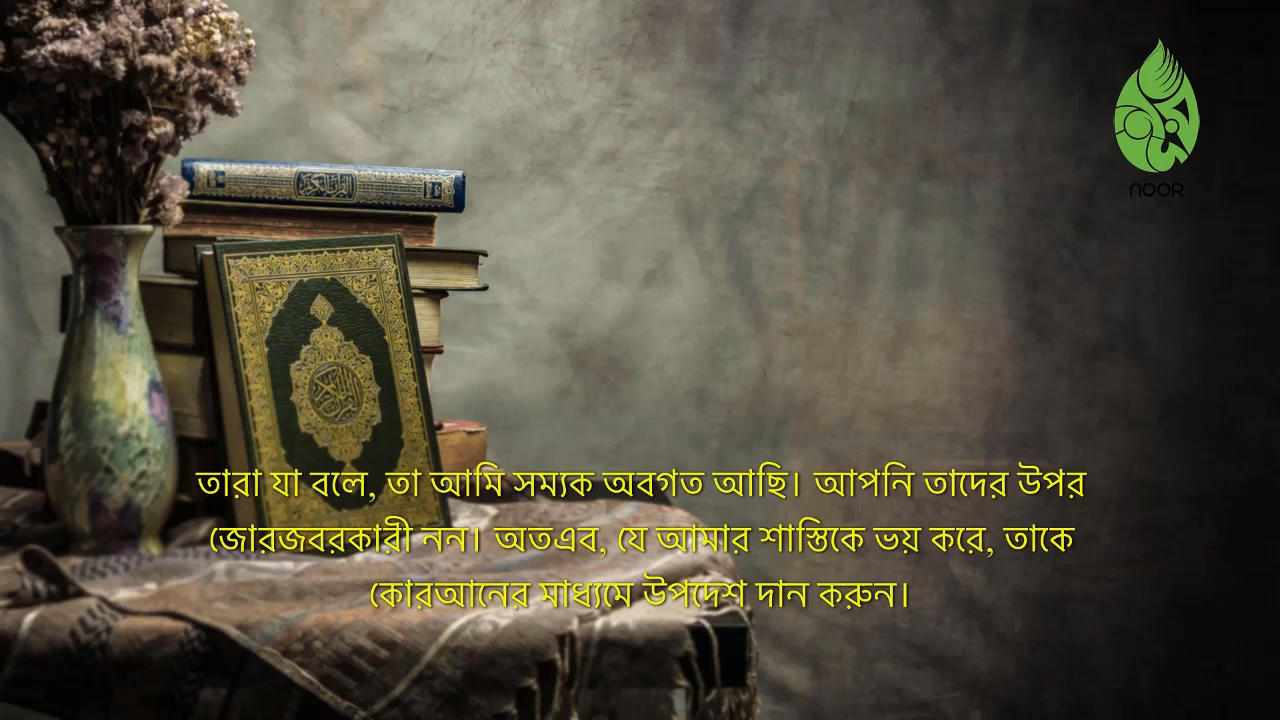 NOOR
তারা যা বলে, তা আমি সম্যক অবগত আছি। আপনি তাদের উপর
জোরজবরকারী নন। অতএব, যে আমার শাস্তিকে ভয় করে, তাকে
কোরআনের মাধ্যমে উপদেশ দান করুন।